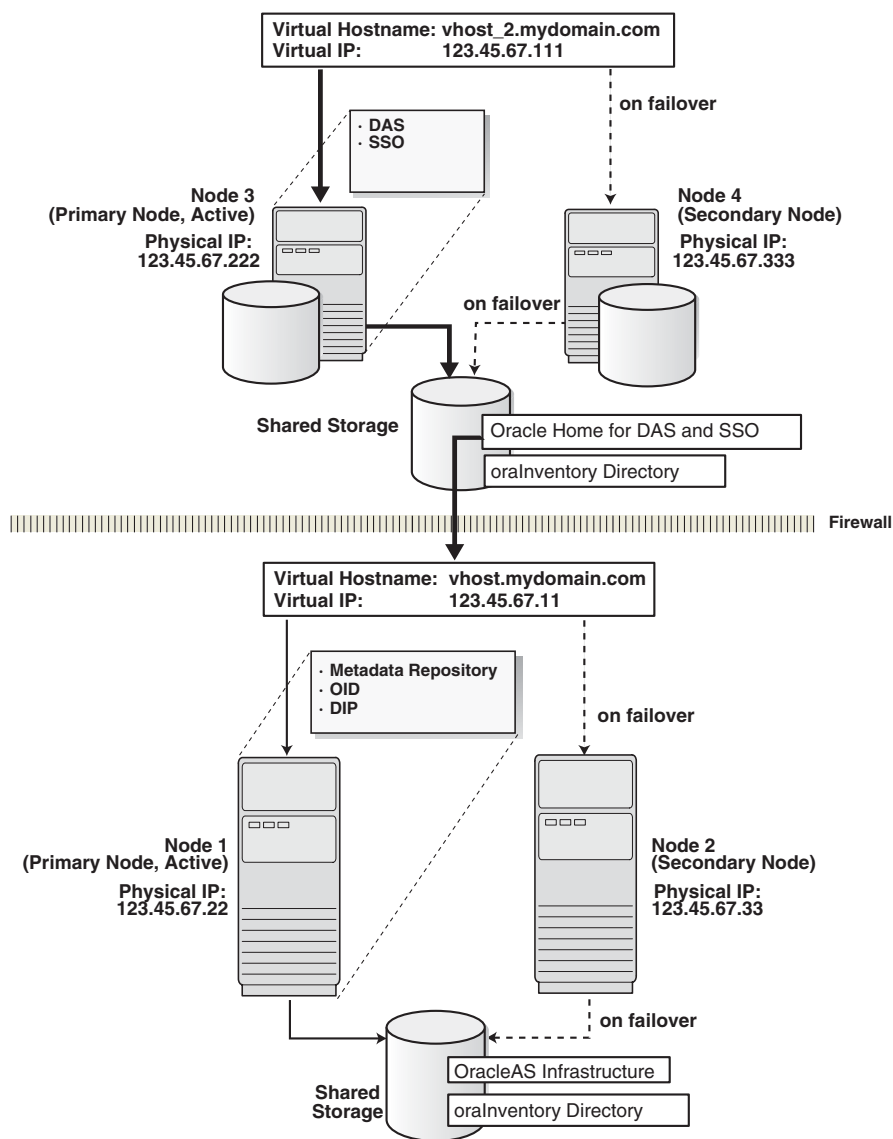 Virtual Hostname: vhost_2.mydomain.com
Virtual IP: 123.45.67.111
on failover
· DAS
· SSO
Node 3
(Primary Node, Active)
Physical IP:
123.45.67.222
Node 4
(Secondary Node)
Physical IP:
123.45.67.333
on failover
Shared Storage
Oracle Home for DAS and SSO
oraInventory Directory
Firewall
Virtual Hostname: vhost.mydomain.com
Virtual IP: 123.45.67.11
· Metadata Repository
· OID
· DIP
on failover
Node 1
(Primary Node, Active)
Physical IP:
123.45.67.22
Node 2
(Secondary Node)
Physical IP:
123.45.67.33
on failover
Shared
Storage
OracleAS Infrastructure
oraInventory Directory